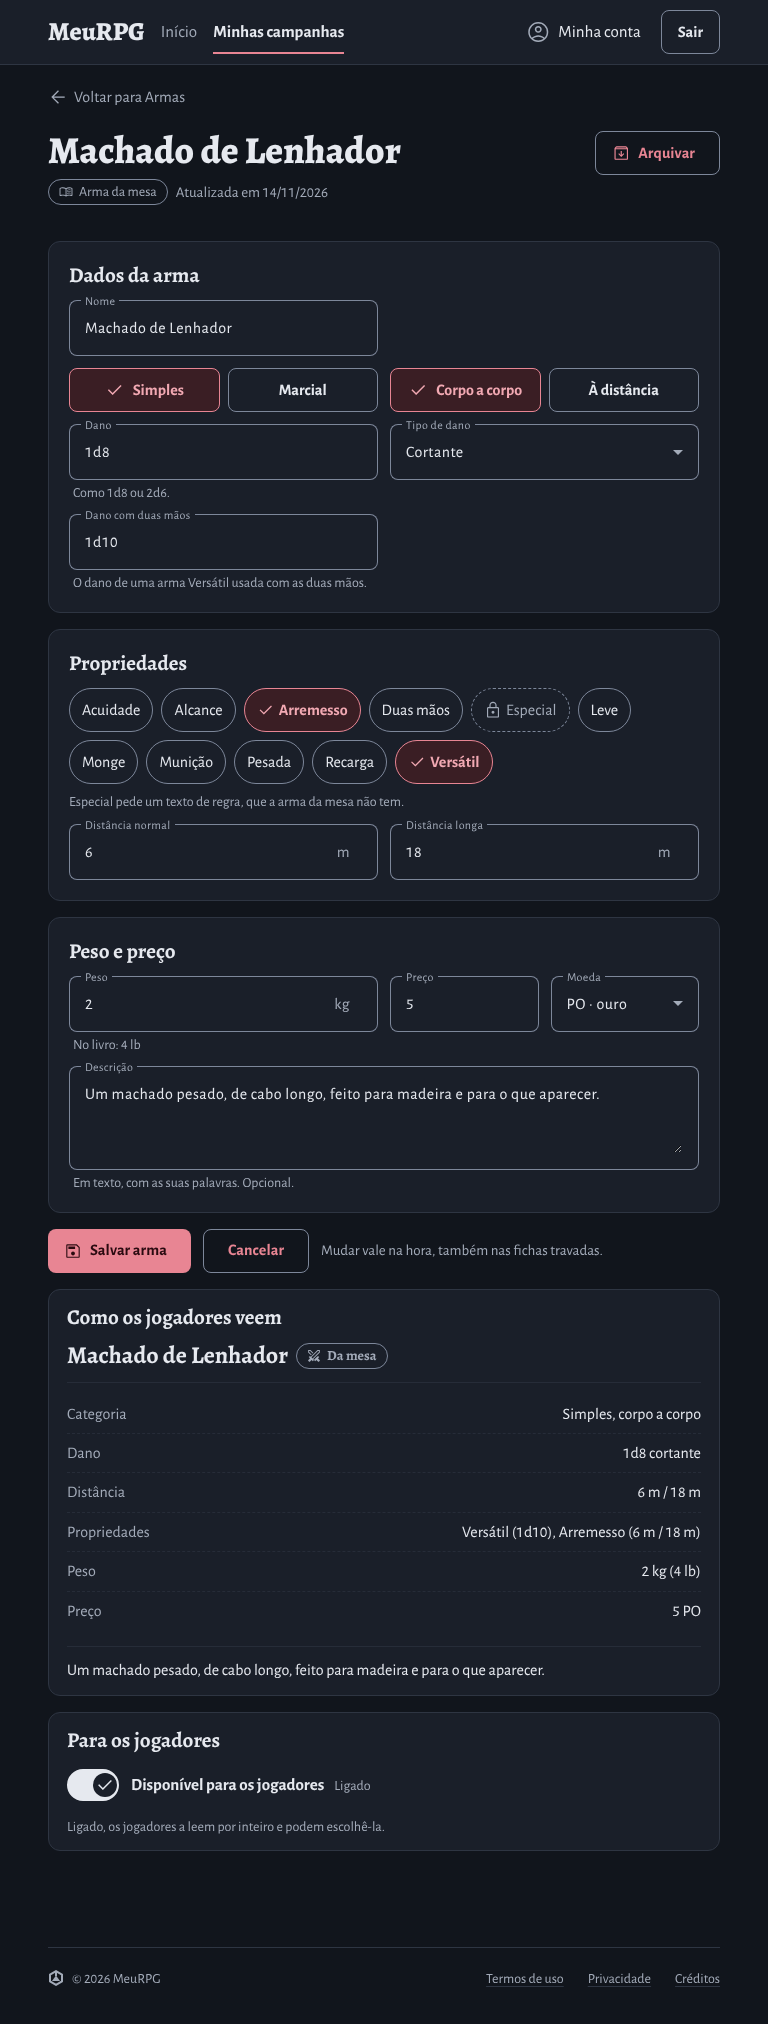 MeuRPG Início Minhas campanhas Minha conta Sair
Voltar para Armas
Machado de Lenhador
Arquivar
Arma da mesa Atualizada em 14/11/2026
Dados da arma
Nome
Machado de Lenhador
Simples Marcial Corpo a corpo À distância
Dano Tipo de dano
1d8 Cortante
Como 1d8 ou 2d6.
Dano com duas mãos
1d10
O dano de uma arma Versátil usada com as duas mãos.
Propriedades
Acuidade Alcance Arremesso Duas mãos Especial Leve
Monge Munição Pesada Recarga Versátil
Especial pede um texto de regra, que a arma da mesa não tem.
Distância normal Distância longa
6 m 18 m
Peso e preço
Peso Preço Moeda
2 kg 5 PO · ouro
No livro: 4 lb
Descrição
Um machado pesado, de cabo longo, feito para madeira e para o que aparecer.
Em texto, com as suas palavras. Opcional.
Salvar arma Cancelar Mudar vale na hora, também nas fichas travadas.
Como os jogadores veem
Machado de Lenhador Da mesa
Categoria Simples, corpo a corpo
Dano 1d8 cortante
Distância 6 m / 18 m
Propriedades Versátil (1d10), Arremesso (6 m / 18 m)
Peso 2 kg (4 lb)
Preço 5 PO
Um machado pesado, de cabo longo, feito para madeira e para o que aparecer.
Para os jogadores
Disponível para os jogadores Ligado
Ligado, os jogadores a leem por inteiro e podem escolhê-la.
© 2026 MeuRPG Termos de uso Privacidade Créditos